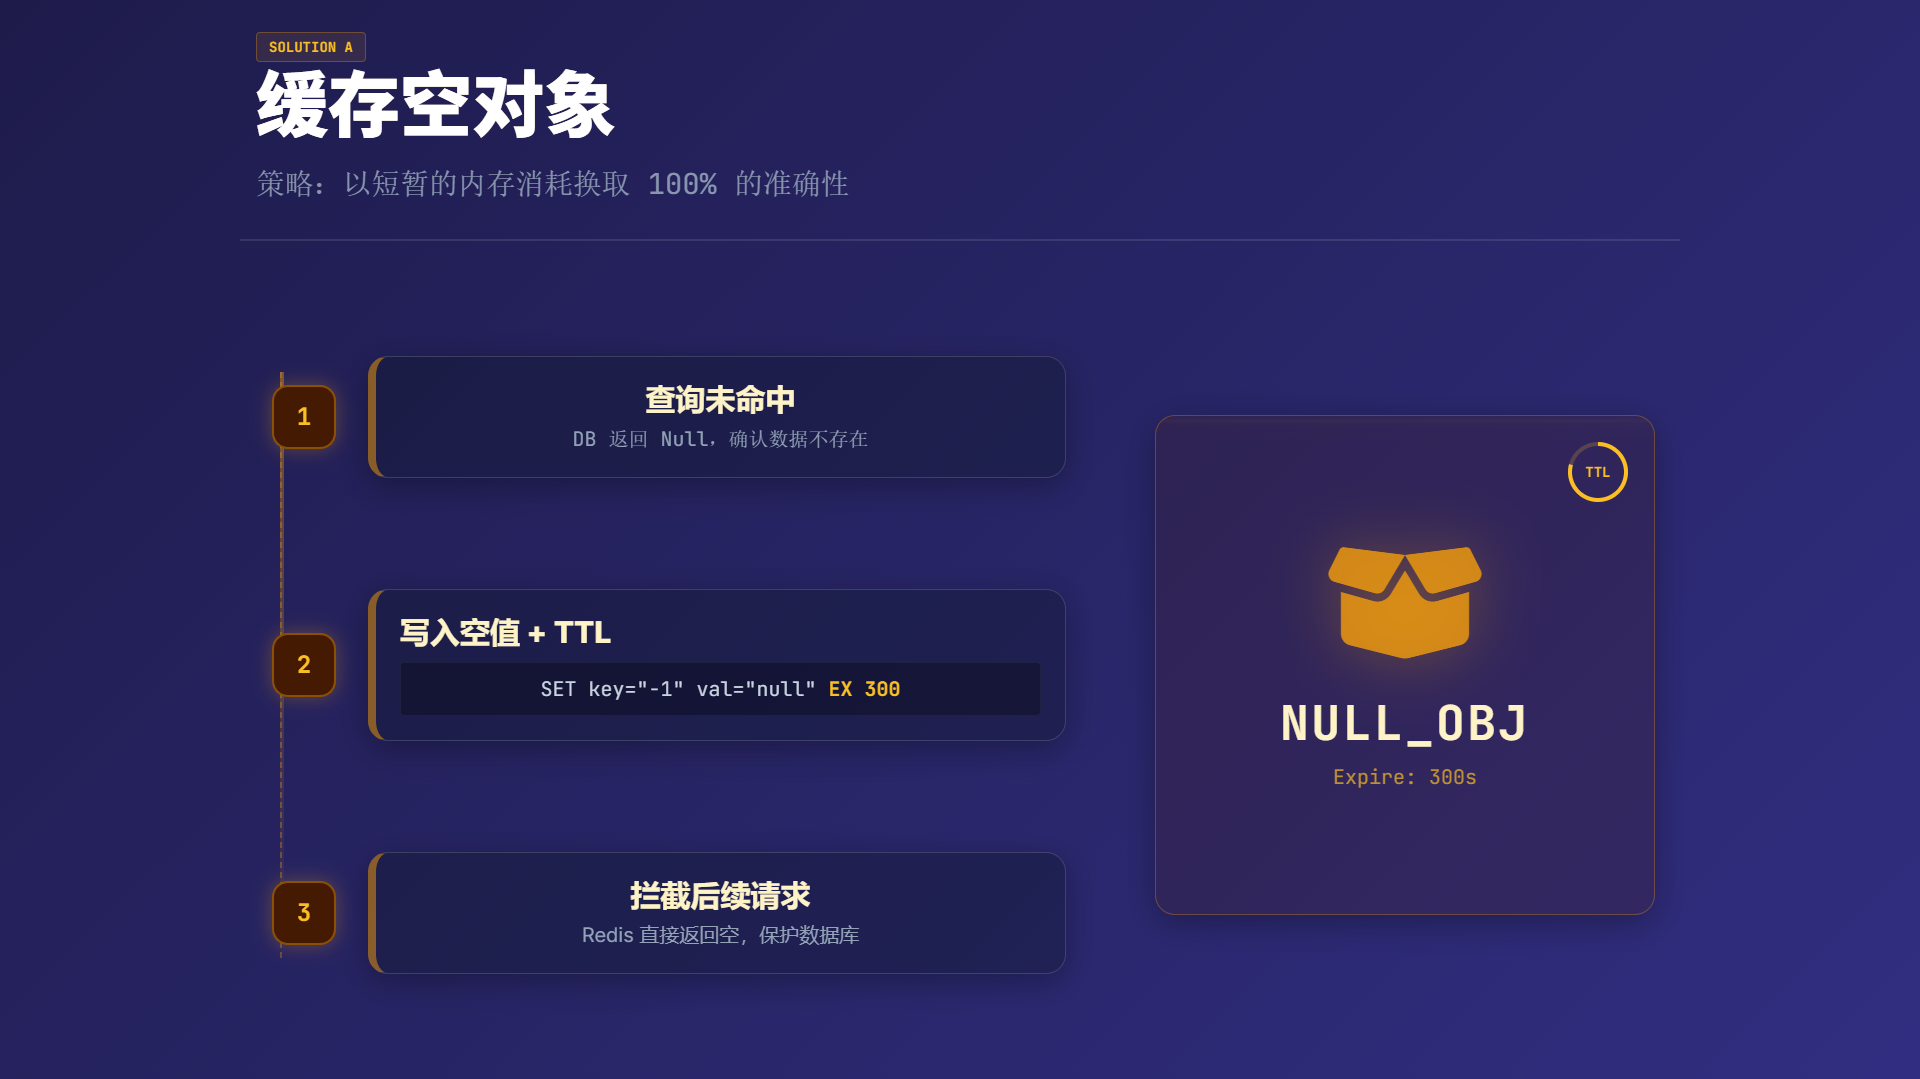 SOLUTION A
缓存空对象
策略：以短暂的内存消耗换取 100% 的准确性
1
查询未命中
DB 返回 Null，确认数据不存在
2
写入空值 + TTL
SET key="-1" val="null" EX 300
3
拦截后续请求
Redis 直接返回空，保护数据库
TTL
NULL_OBJ
Expire: 300s